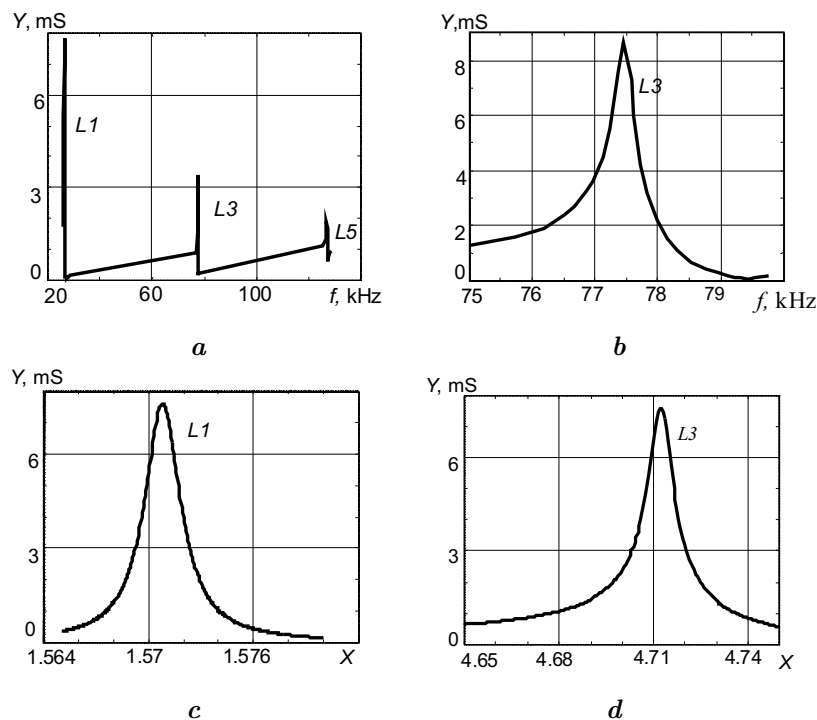 Y, mS
6
3
0
L1
L3
L5
20 60 100 f, kHz
a
Y,mS
8
6
4
2
0
L3
75 76 77 78 79 f, kHz
b
Y, mS
6
3
0
L1
1.564 1.57 1.576 X
c
Y, mS
6
3
0
L3
4.65 4.68 4.71 4.74 X
d